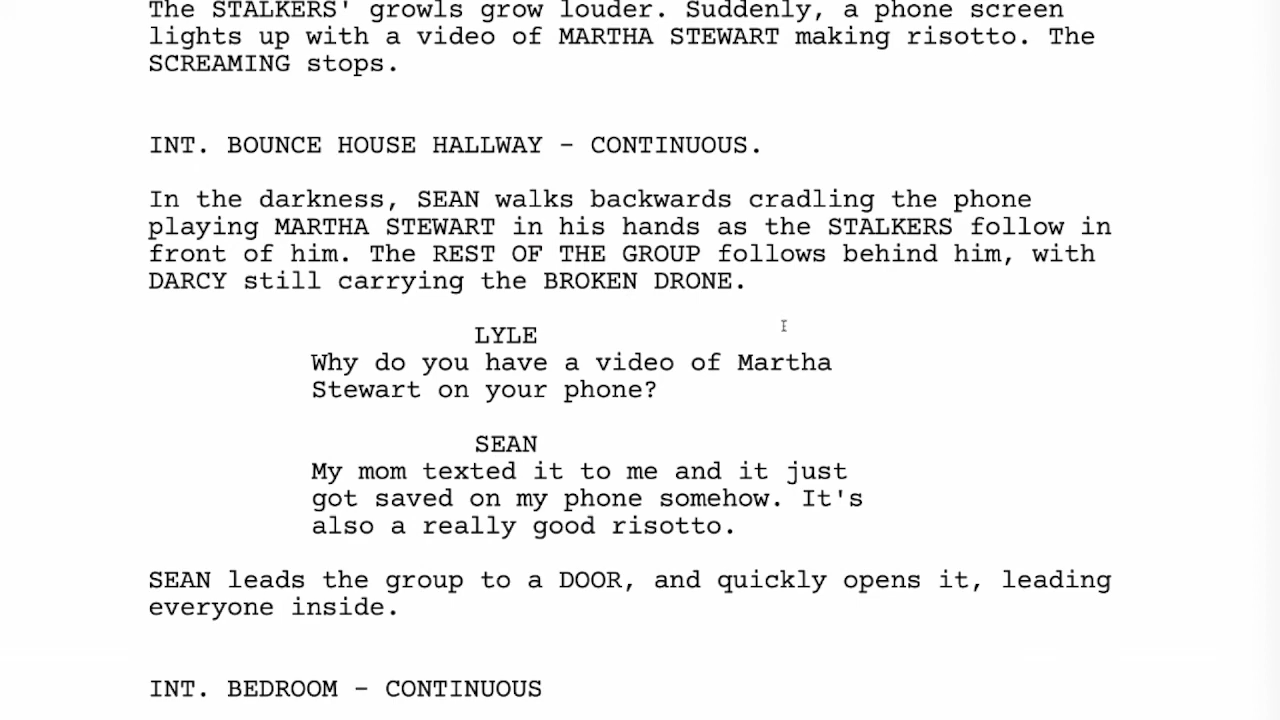 The STALKERS' growls grow louder. Suddenly, a phone screen
lights up with a video of MARTHA STEWART making risotto. The
SCREAMING stops.
INT. BOUNCE HOUSE HALLWAY - CONTINUOUS.
In the darkness, SEAN walks backwards cradling the phone
playing MARTHA STEWART in his hands as the STALKERS follow in
front of him. The REST OF THE GROUP follows behind him, with
DARCY still carrying the BROKEN DRONE.
LYLE
Why do you have a video of Martha
Stewart on your phone?
SEAN
My mom texted it to me and it just
got saved on my phone somehow. It's
also a really good risotto.
SEAN leads the group to a DOOR, and quickly opens it, leading
everyone inside.
INT. BEDROOM - CONTINUOUS